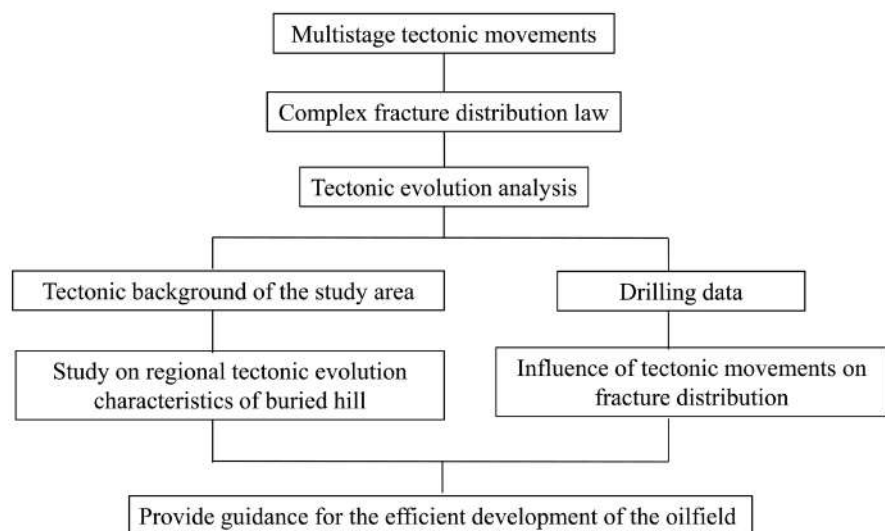 Multistage tectonic movements
Complex fracture distribution law
Tectonic evolution analysis
Tectonic background of the study area
Drilling data
Study on regional tectonic evolution
characteristics of buried hill
Influence of tectonic movements on
fracture distribution
Provide guidance for the efficient development of the oilfield